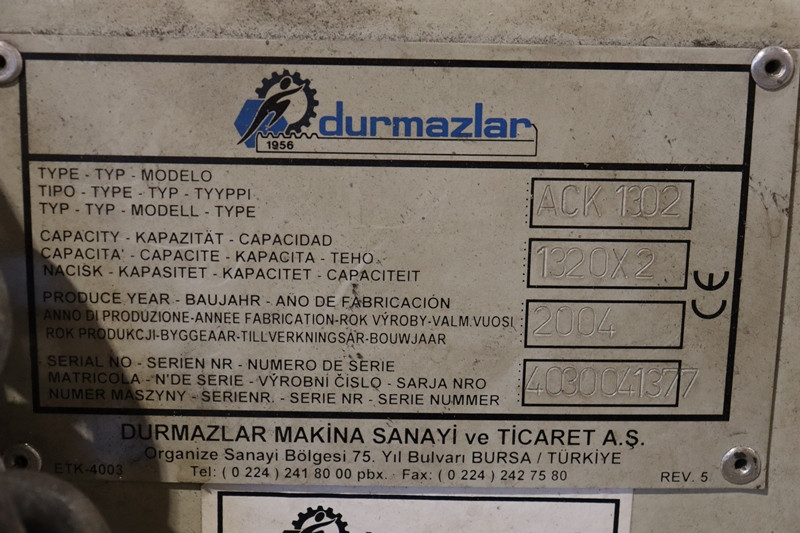 durmazlar
1956
TYPE - TYP - MODELO
TIPO - TYPE - TYP - TYYPPI
TYP - TYP - MODELL - TYPE
ACK 1302
CAPACITY - KAPAZITÄT - CAPACIDAD
CAPACITA' - CAPACITE - KAPACITA - TEHO
NACISK - KAPASITET - KAPACITET - CAPACITEIT
1320X2
PRODUCE YEAR - BAUJAHR - AÑO DE FABRICACIÓN
ANNO DI PRODUZIONE-ANNEE FABRICATION-ROK VÝROBY-VALM.VUOSI
ROK PRODUKCJI-BYGGEAAR-TILLVERKNINGSÅR-BOUWJAAR
2004
CE
SERIAL NO - SERIEN NR - NUMERO DE SERIE
MATRICOLA - N'DE SERIE - VÝROBNÍ ČÍSLO - SARJA NRO
NUMER MASZYNY - SERIENR. - SERIE NR - SERIE NUMMER
4030041377
DURMAZLAR MAKİNA SANAYİ ve TİCARET A.Ş.
Organize Sanayi Bölgesi 75. Yıl Bulvarı BURSA / TÜRKİYE
ETK-4003
Tel: ( 0 224 ) 241 80 00 pbx. Fax: ( 0 224 ) 242 75 80
REV. 5